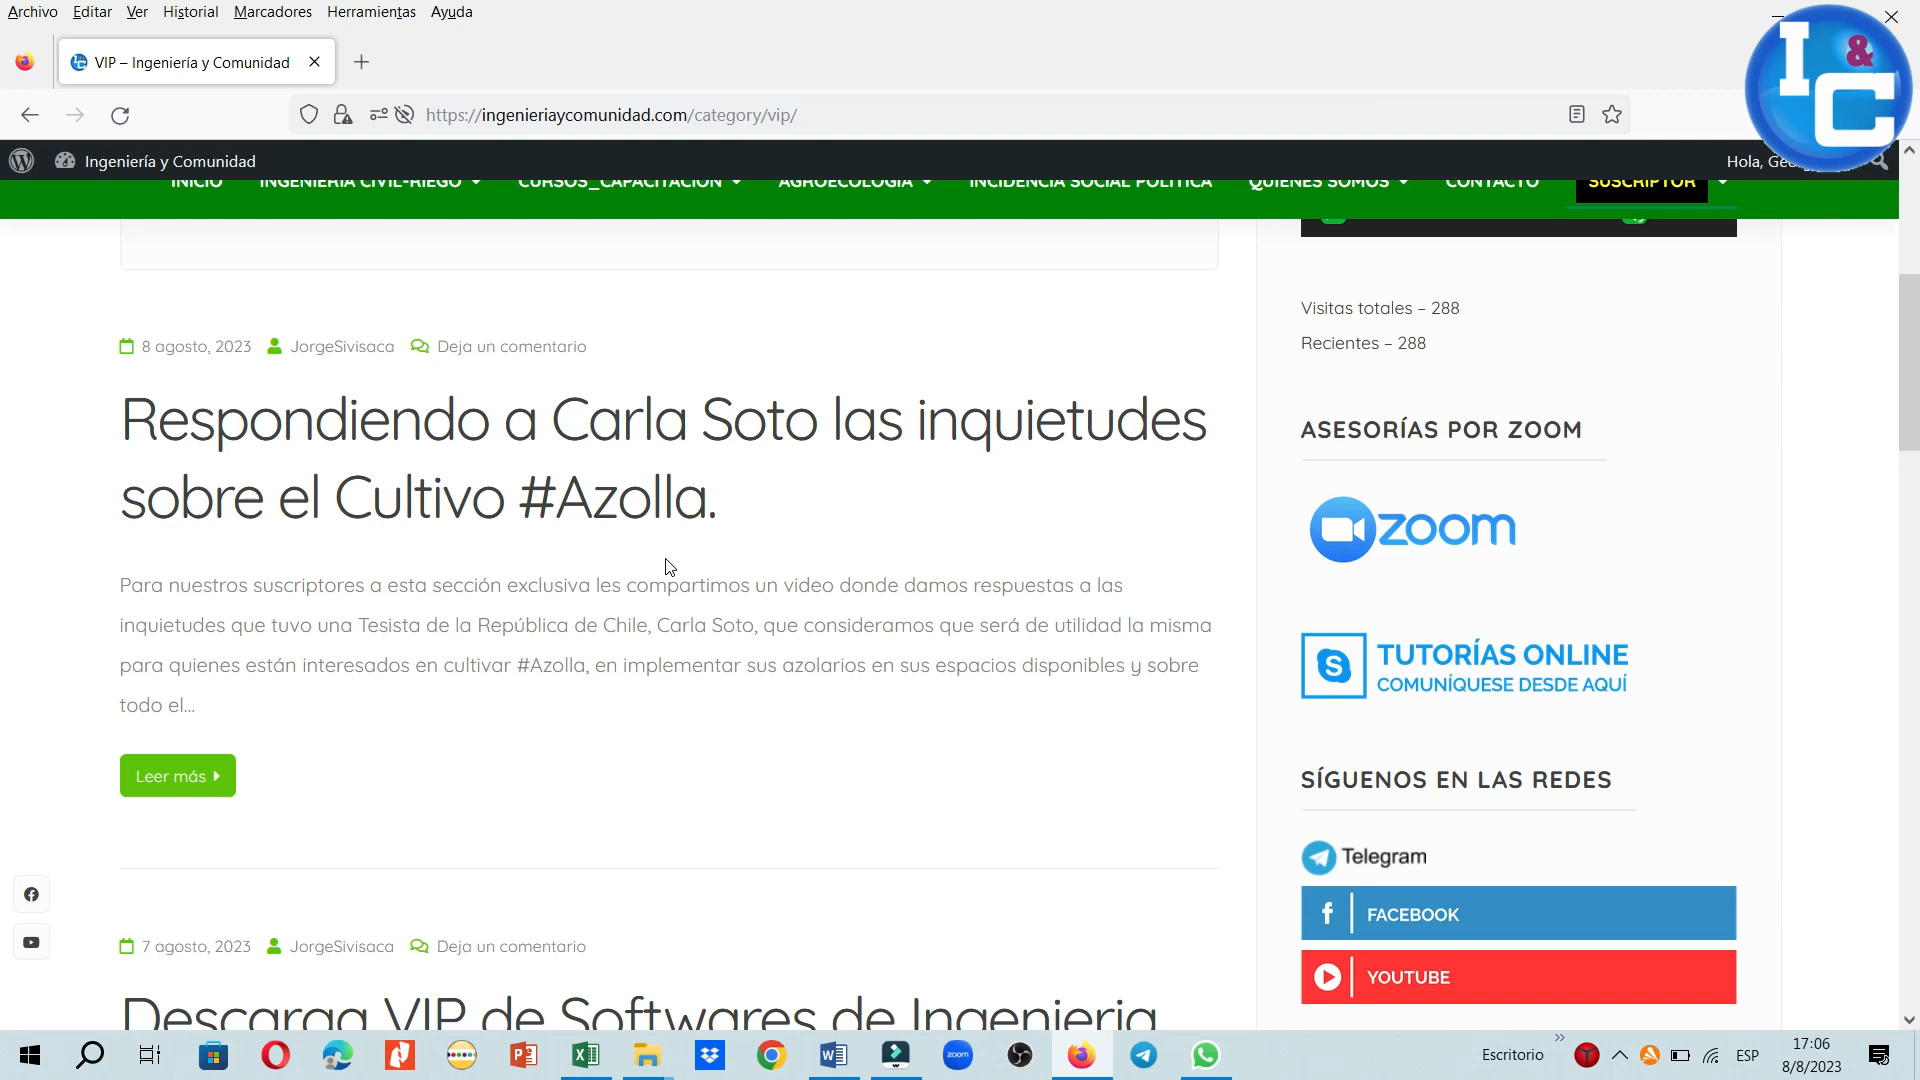 Archivo Editar Ver Historial Marcadores Herramientas Ayuda
VIP – Ingeniería y Comunidad
https://ingenieriaycomunidad.com/category/vip/
I & C
Ingeniería y Comunidad
Hola,
INICIO INGENIERIA CIVIL-RIEGO CURSOS_CAPACITACION AGROECOLOGIA INCIDENCIA SOCIAL POLITICA QUIENES SOMOS CONTACTO SUSCRIPTOR
8 agosto, 2023 JorgeSivisaca Deja un comentario
Respondiendo a Carla Soto las inquietudes
sobre el Cultivo #Azolla.
Para nuestros suscriptores a esta sección exclusiva les compartimos un video donde damos respuestas a las
inquietudes que tuvo una Tesista de la República de Chile, Carla Soto, que consideramos que será de utilidad la misma
para quienes están interesados en cultivar #Azolla, en implementar sus azolarios en sus espacios disponibles y sobre
todo el...
Leer más
7 agosto, 2023 JorgeSivisaca Deja un comentario
Descarga VIP de Softwares de Ingenieria
Visitas totales – 288
Recientes – 288
ASESORÍAS POR ZOOM
zoom
TUTORÍAS ONLINE
COMUNÍQUESE DESDE AQUÍ
SÍGUENOS EN LAS REDES
Telegram
FACEBOOK
YOUTUBE
zoom
Escritorio
ESP
17:06
8/8/2023